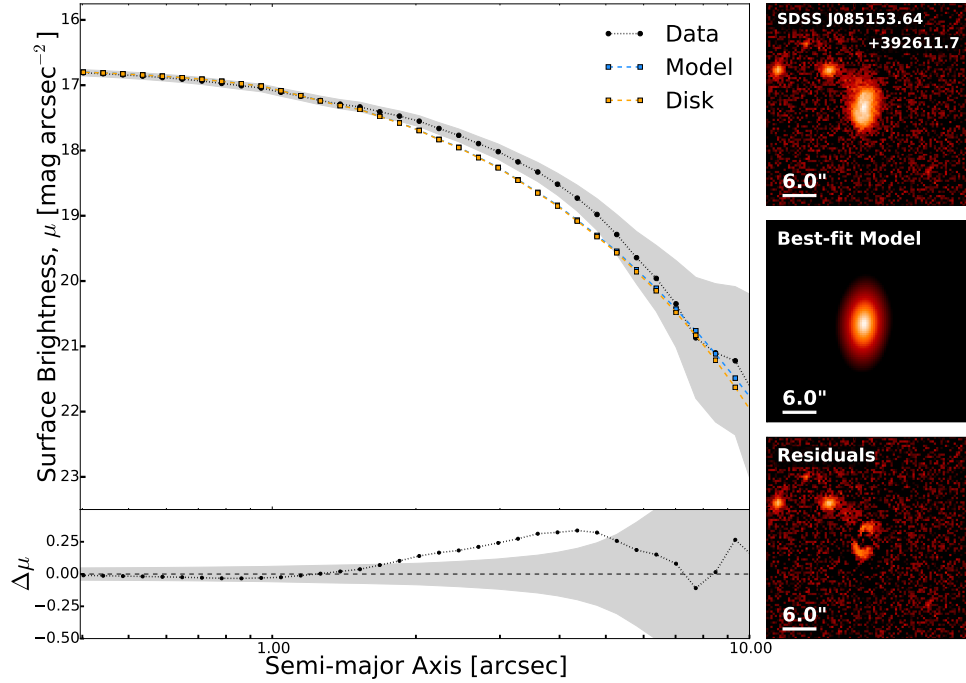 16
17
18
19
20
21
22
23
Surface Brightness, μ [mag arcsec⁻²]
Data
Model
Disk
0.25
0.00
−0.25
−0.50
Δμ
1.00
10.00
Semi-major Axis [arcsec]
SDSS J085153.64
+392611.7
6.0"
Best-fit Model
6.0"
Residuals
6.0"